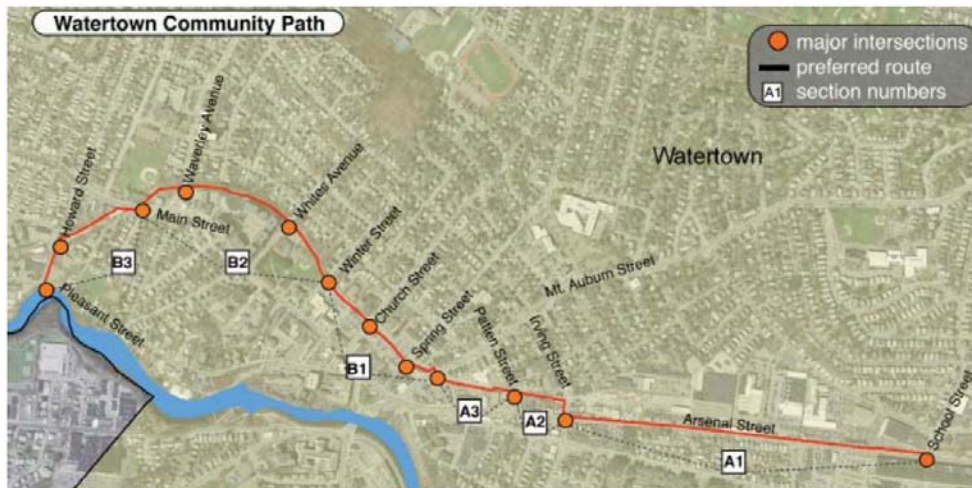 Watertown Community Path
major intersections
preferred route
A1 section numbers
Watertown
Howard Street
Waverley Avenue
Main Street
Whites Avenue
Winter Street
B3
B2
Pleasant Street
Church Street
Mt. Auburn Street
Spring Street
Patten Street
Irving Street
B1
A3
A2
Arsenal Street
School Street
A1